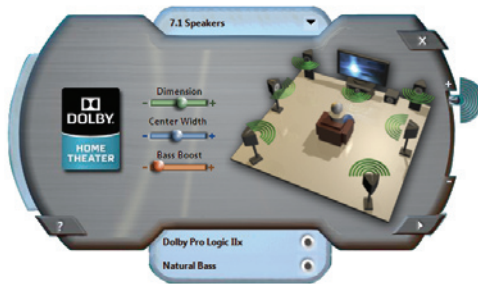 7.1 Speakers
X
Dimension
- +
DOLBY
Center Width
- +
HOME
THEATER
Bass Boost
- +
+
-
?
Dolby Pro Logic IIx
Natural Bass